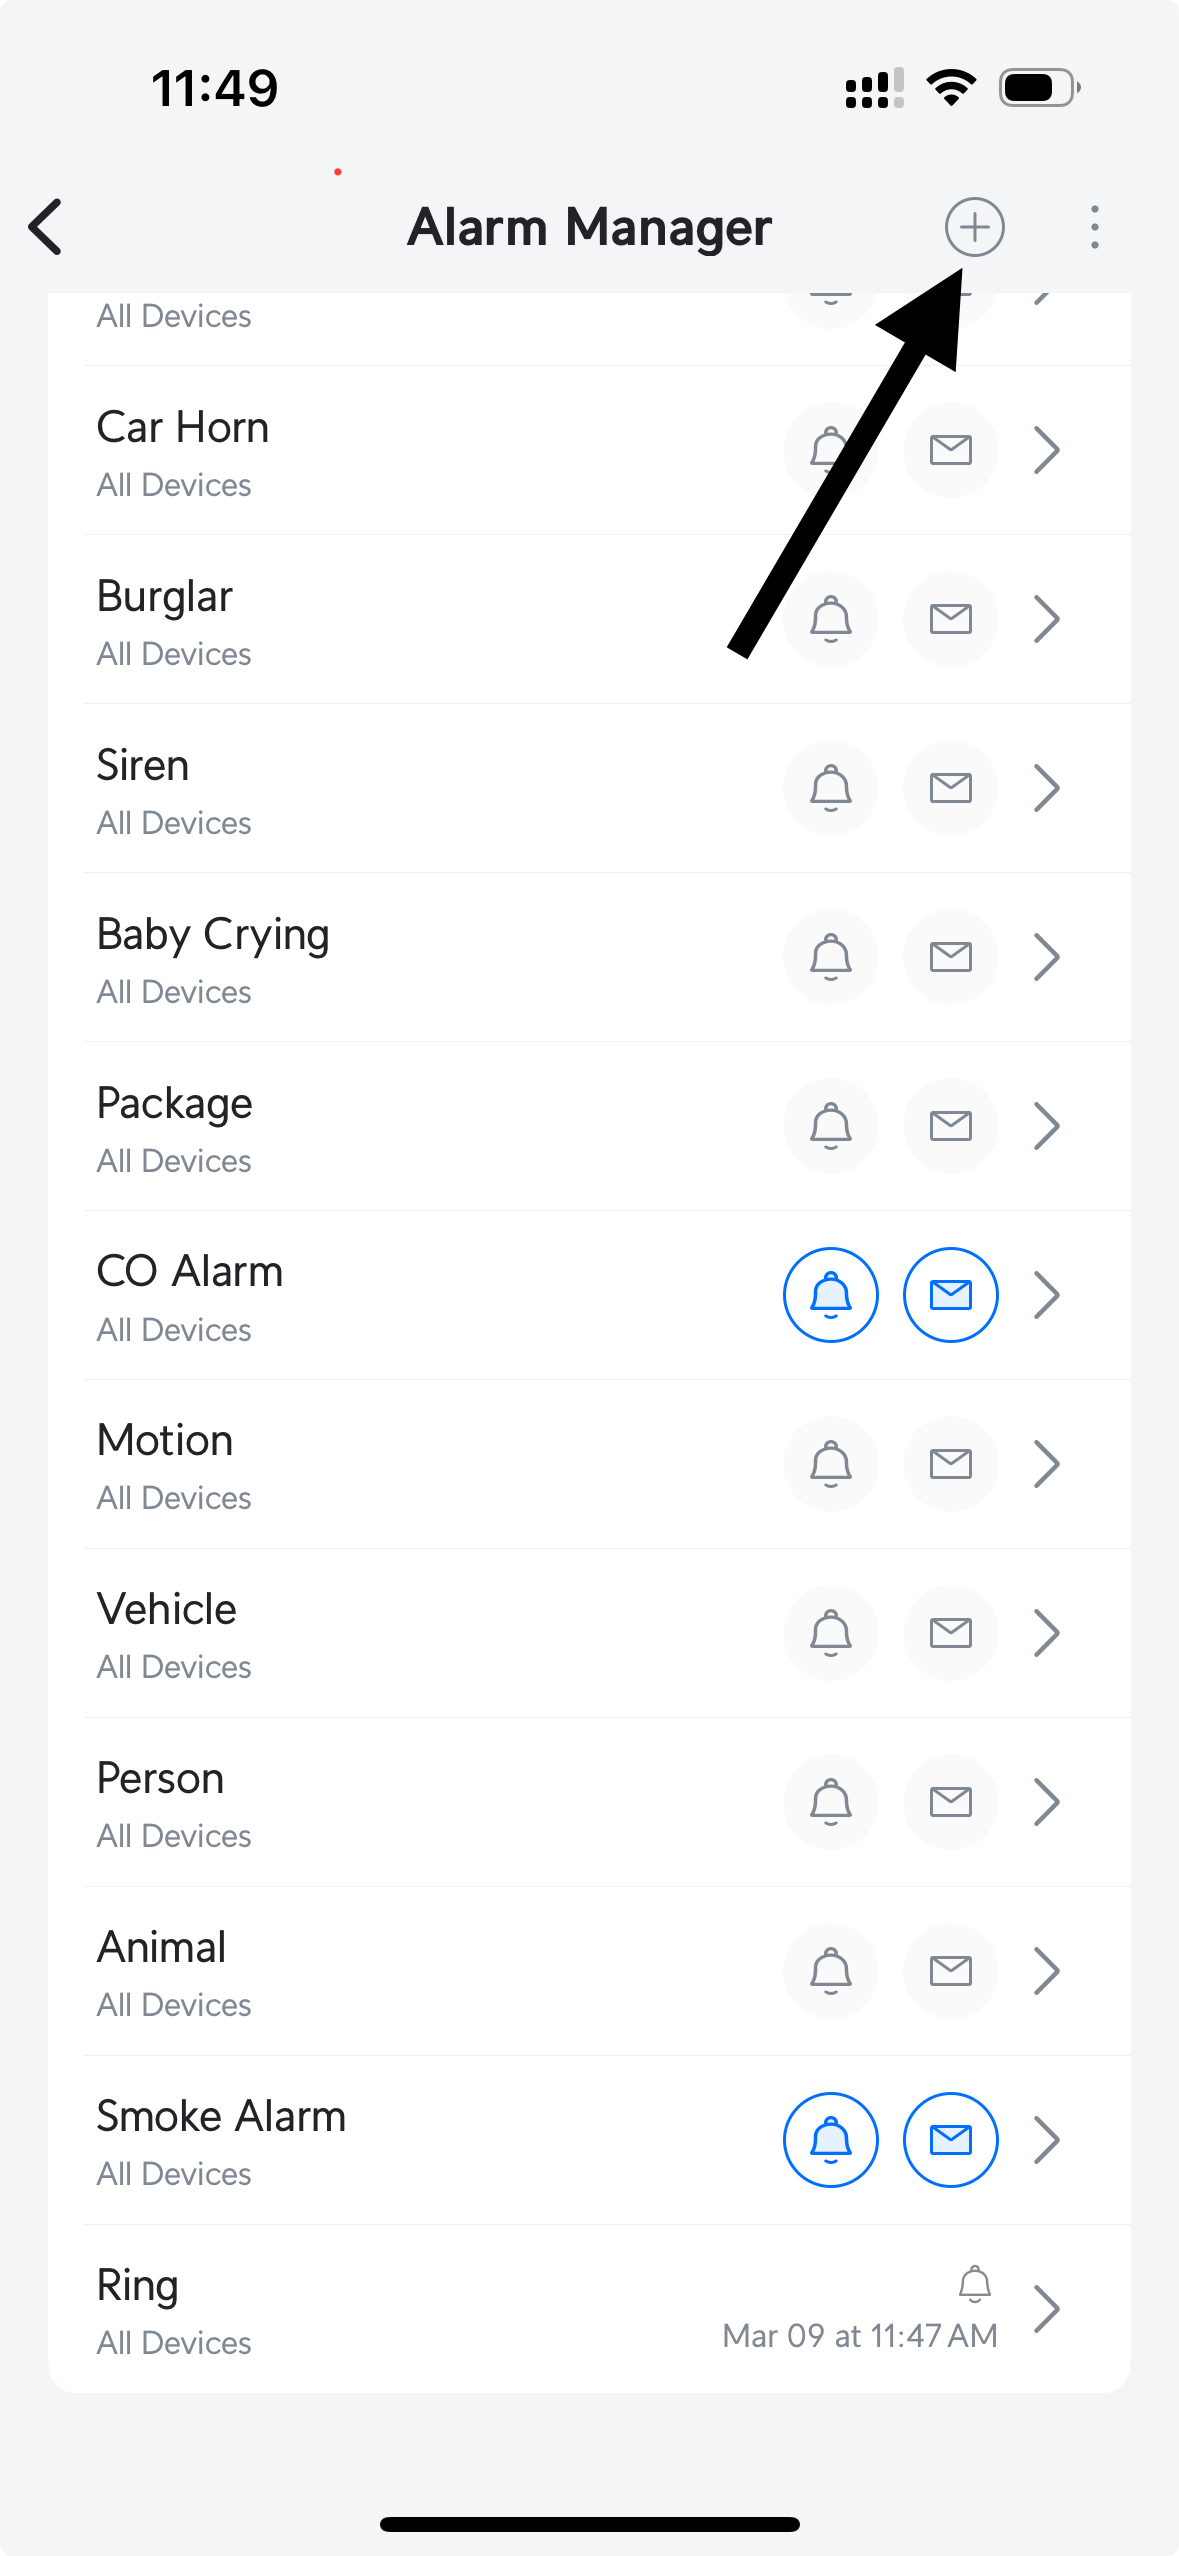 11:49
Alarm Manager
All Devices
Car Horn
All Devices
Burglar
All Devices
Siren
All Devices
Baby Crying
All Devices
Package
All Devices
CO Alarm
All Devices
Motion
All Devices
Vehicle
All Devices
Person
All Devices
Animal
All Devices
Smoke Alarm
All Devices
Ring
All Devices
Mar 09 at 11:47 AM